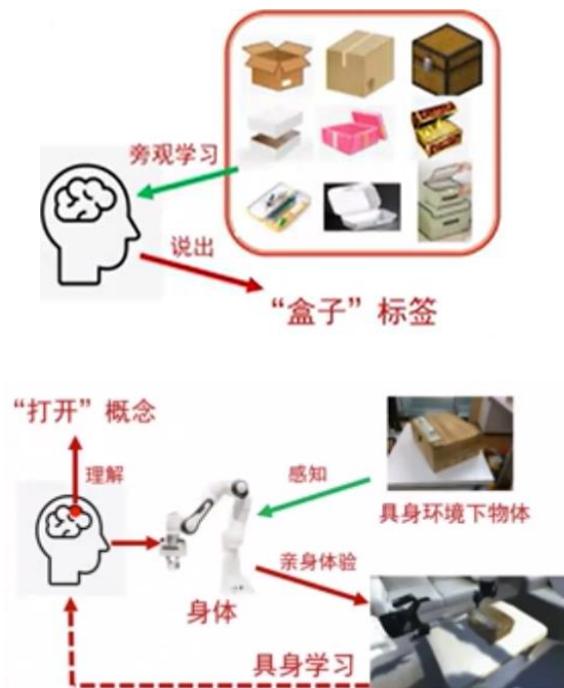 旁观学习
说出
“盒子”标签
“打开”概念
理解
感知
具身环境下物体
亲身体验
身体
具身学习